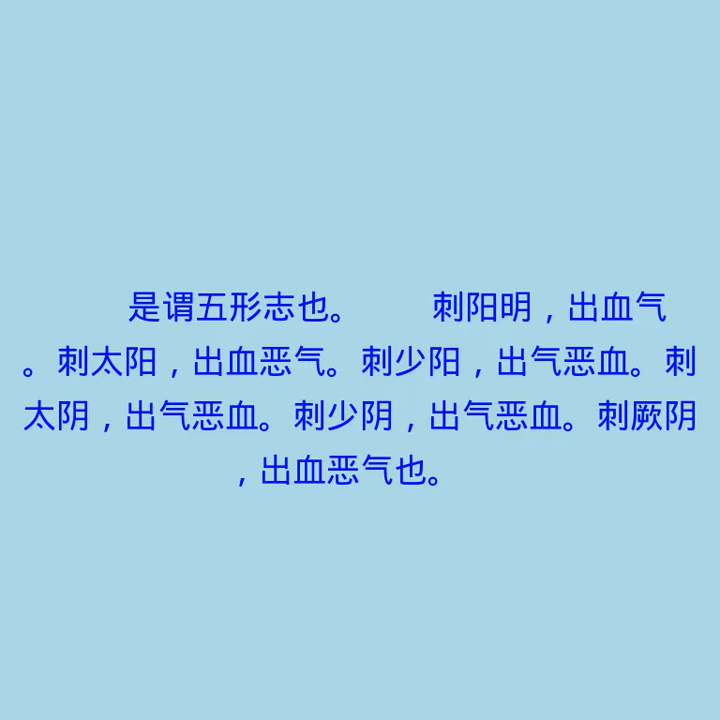 是谓五形志也。　　刺阳明，出血气
。刺太阳，出血恶气。刺少阳，出气恶血。刺
太阴，出气恶血。刺少阴，出气恶血。刺厥阴
，出血恶气也。